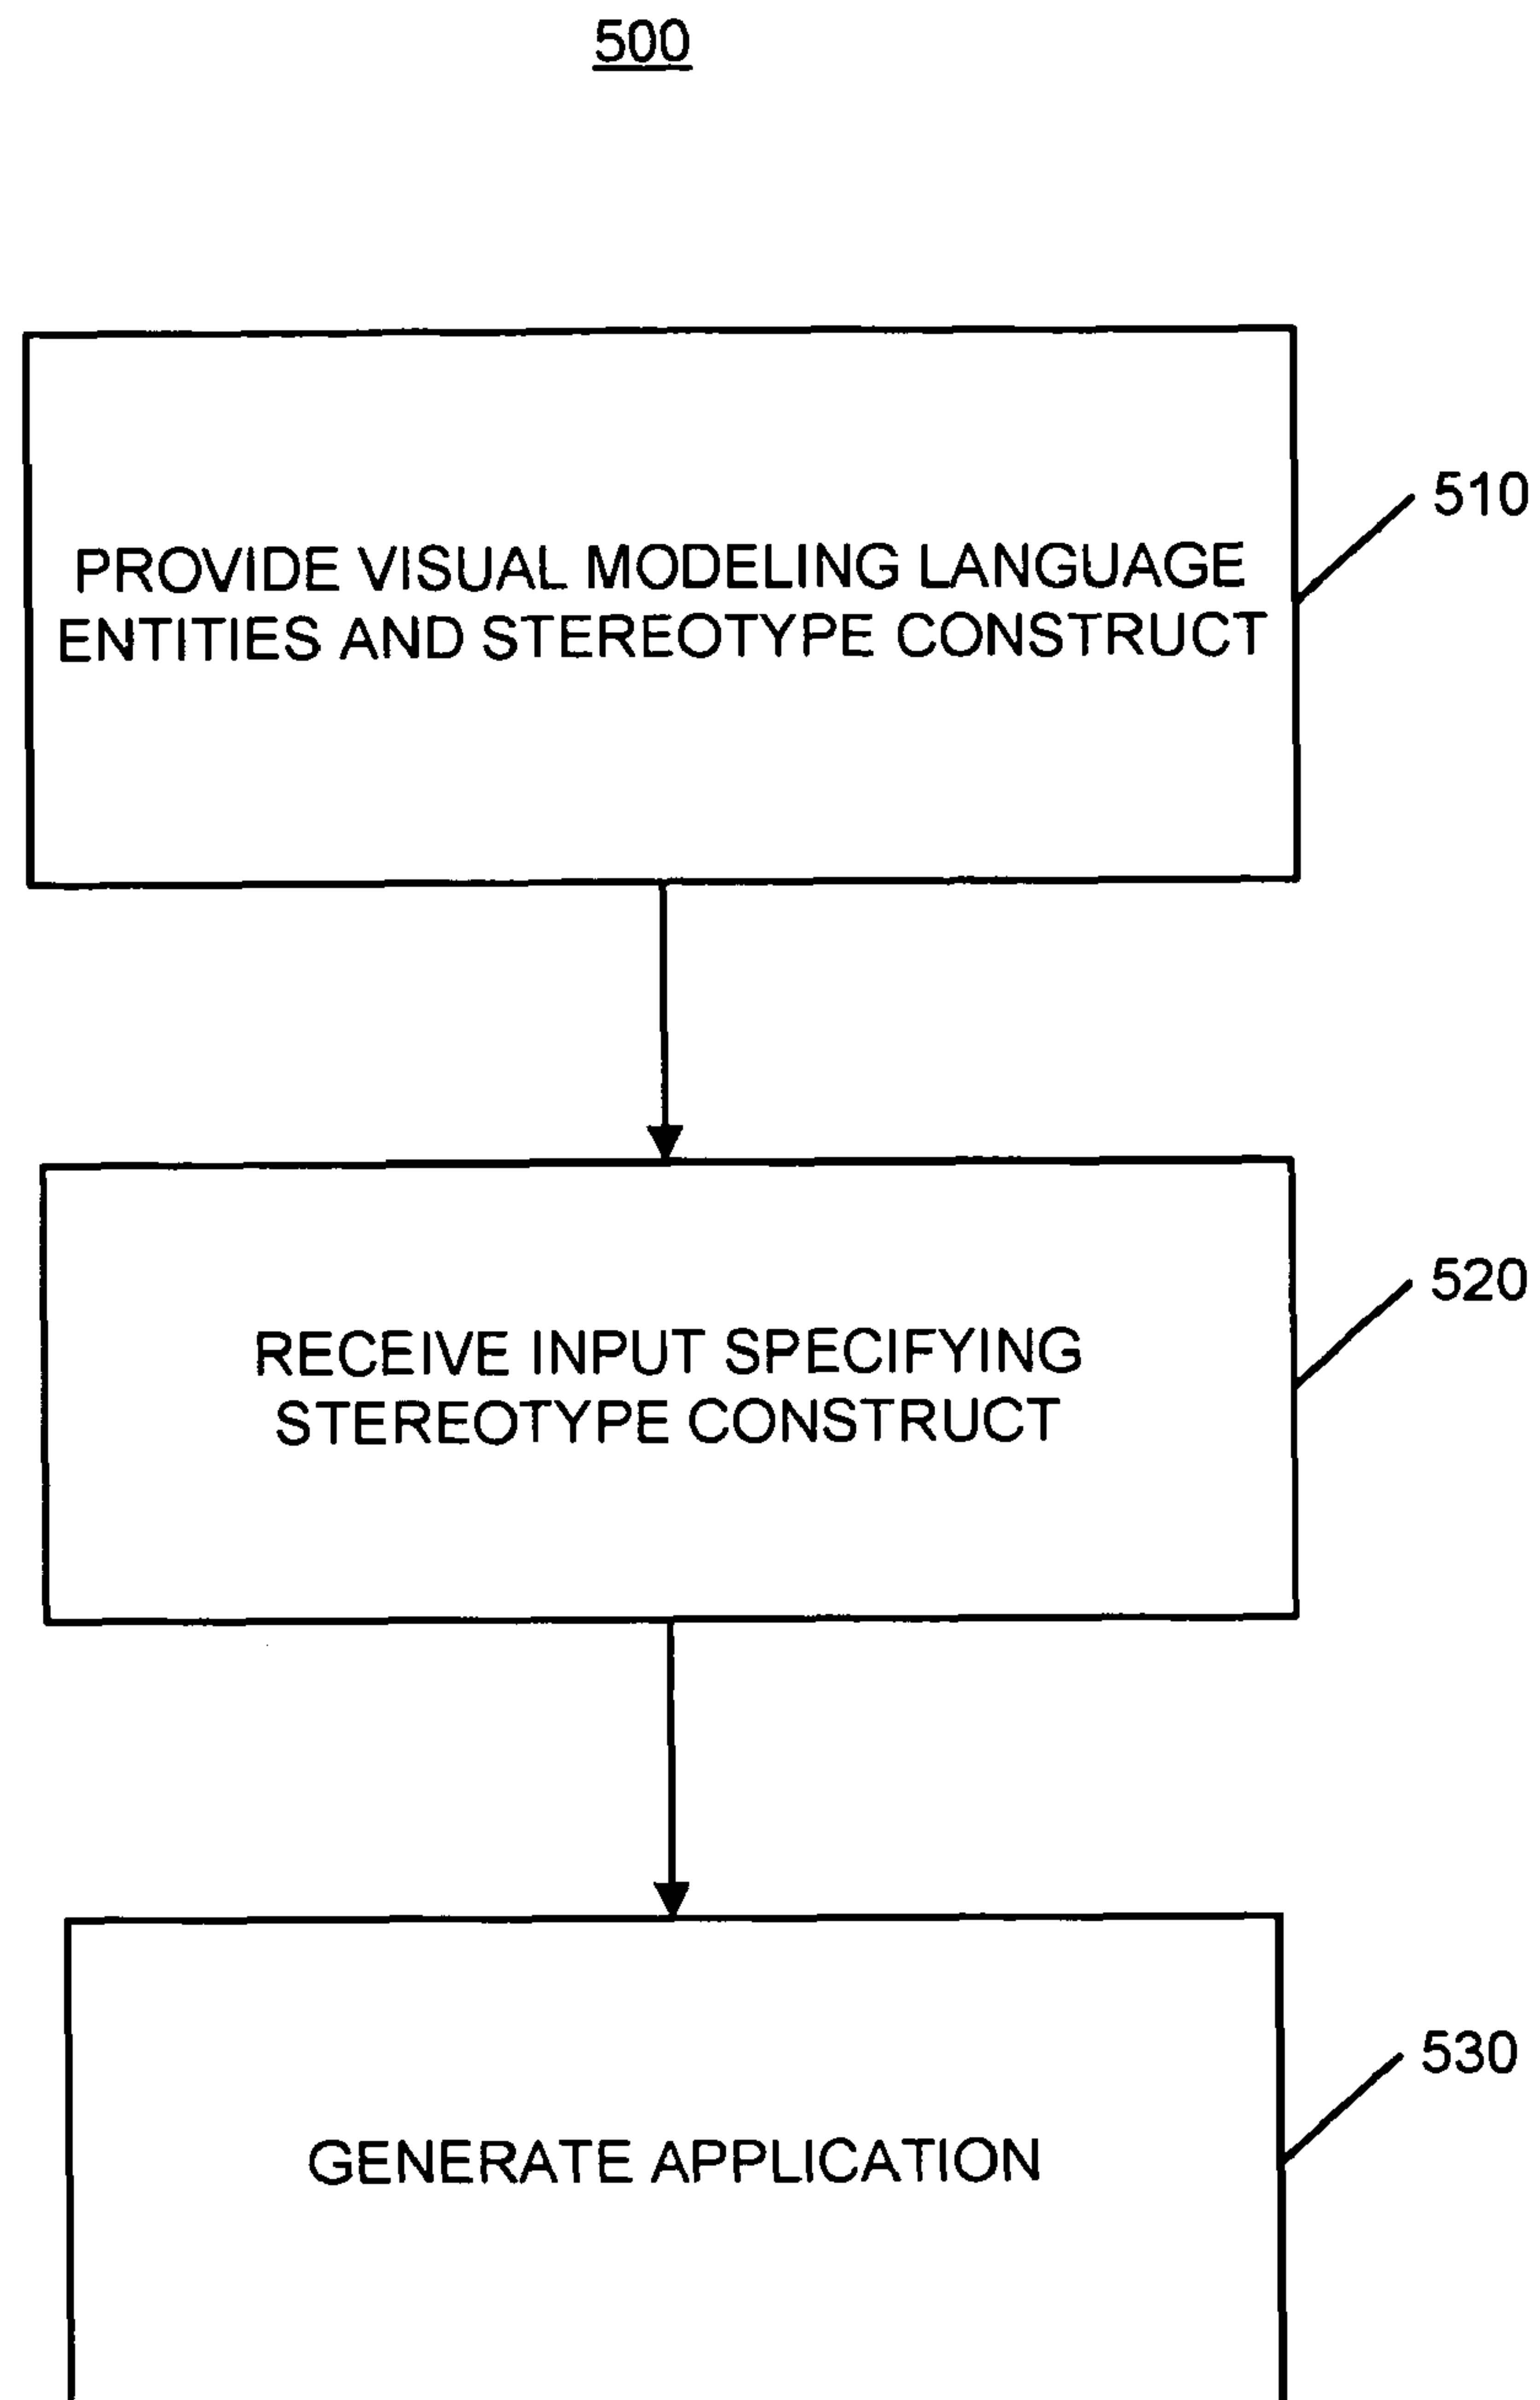 500
510
PROVIDE VISUAL MODELING LANGUAGE
ENTITIES AND STEREOTYPE CONSTRUCT
520
RECEIVE INPUT SPECIFYING
STEREOTYPE CONSTRUCT
530
GENERATE APPLICATION